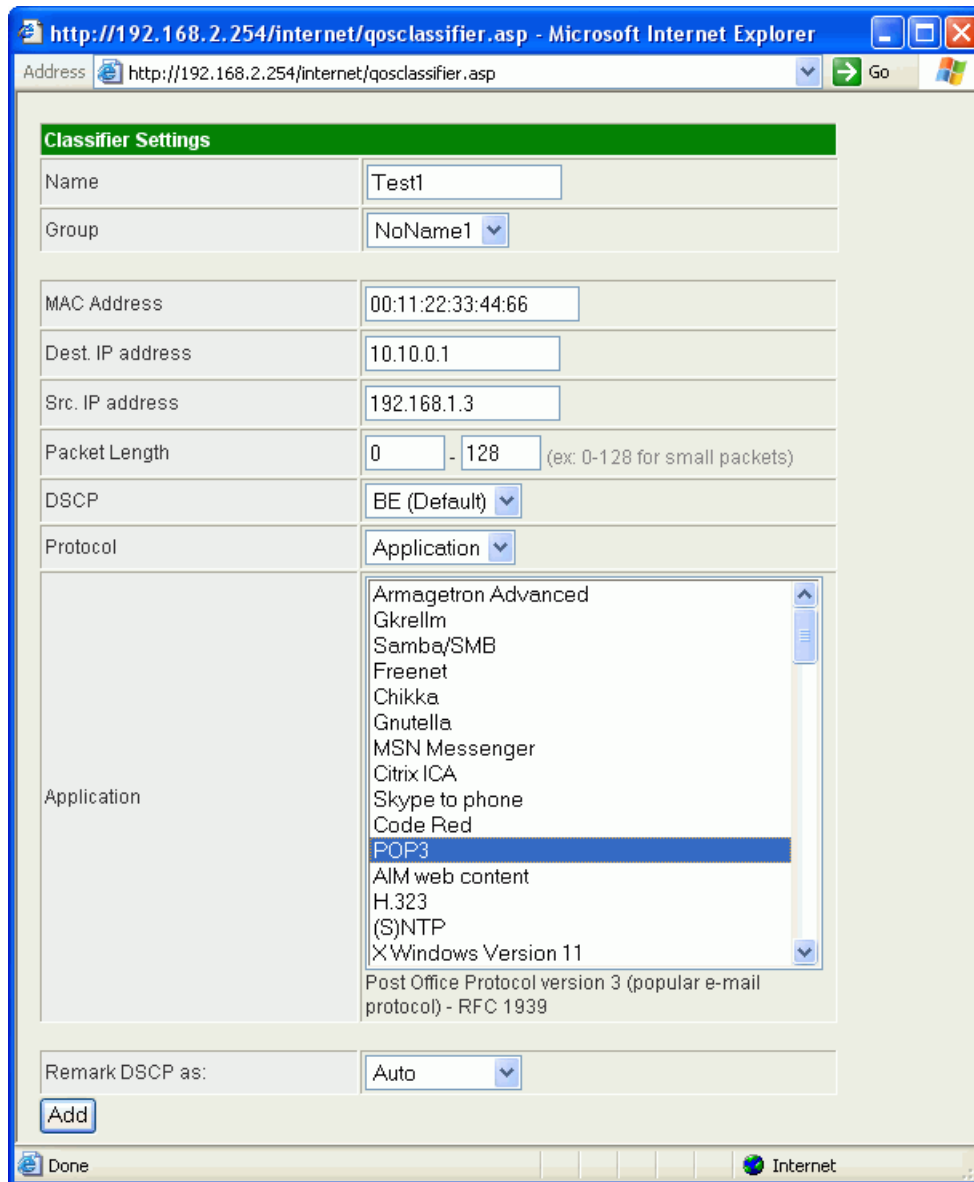 http://192.168.2.254/internet/qosclassifier.asp - Microsoft Internet Explorer
Address http://192.168.2.254/internet/qosclassifier.asp Go
Classifier Settings
Name Test1
Group NoName1
MAC Address 00:11:22:33:44:66
Dest. IP address 10.10.0.1
Src. IP address 192.168.1.3
Packet Length 0 - 128 (ex: 0-128 for small packets)
DSCP BE (Default)
Protocol Application
Application
Armagetron Advanced
Gkrellm
Samba/SMB
Freenet
Chikka
Gnutella
MSN Messenger
Citrix ICA
Skype to phone
Code Red
POP3
AIM web content
H.323
(S)NTP
X Windows Version 11
Post Office Protocol version 3 (popular e-mail
protocol) - RFC 1939
Remark DSCP as: Auto
Add
Done Internet